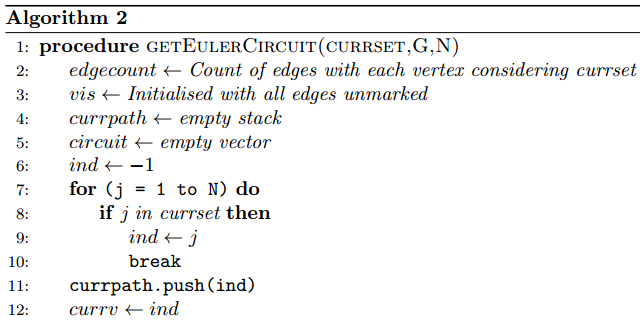 Algorithm 2
1: procedure GETEULERCIRCUIT(CURRSET,G,N)
2: edgecount ← Count of edges with each vertex considering currset
3: vis ← Initialised with all edges unmarked
4: currpath ← empty stack
5: circuit ← empty vector
6: ind ← −1
7: for (j = 1 to N) do
8: if j in currset then
9: ind ← j
10: break
11: currpath.push(ind)
12: currv ← ind